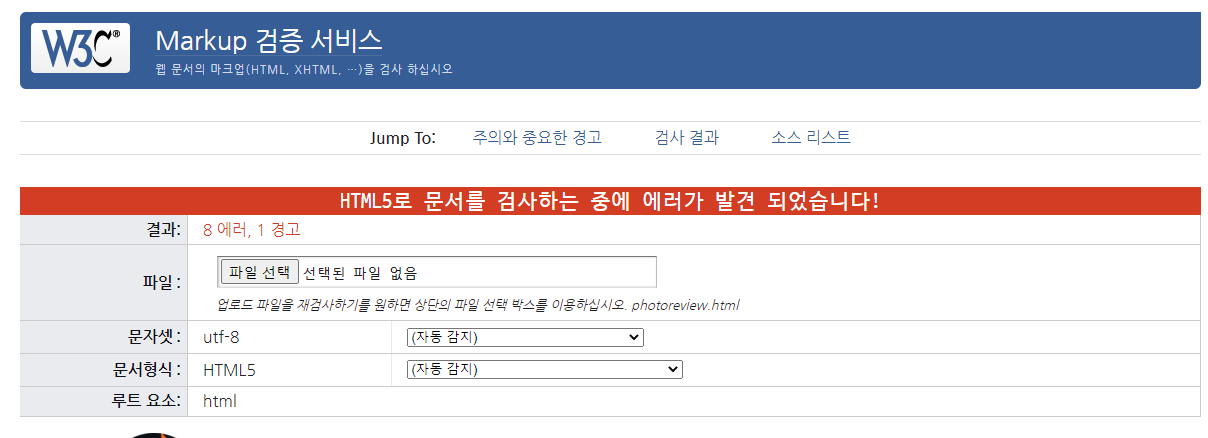 W3C®
Markup 검증 서비스
웹 문서의 마크업(HTML, XHTML, …)을 검사 하십시오
Jump To: 주의와 중요한 경고 검사 결과 소스 리스트
HTML5로 문서를 검사하는 중에 에러가 발견 되었습니다!
결과: 8 에러, 1 경고
파일 : 파일 선택 선택된 파일 없음
업로드 파일을 재검사하기를 원하면 상단의 파일 선택 박스를 이용하십시오. photoreview.html
문자셋 : utf-8 (자동 감지)
문서형식 : HTML5 (자동 감지)
루트 요소: html